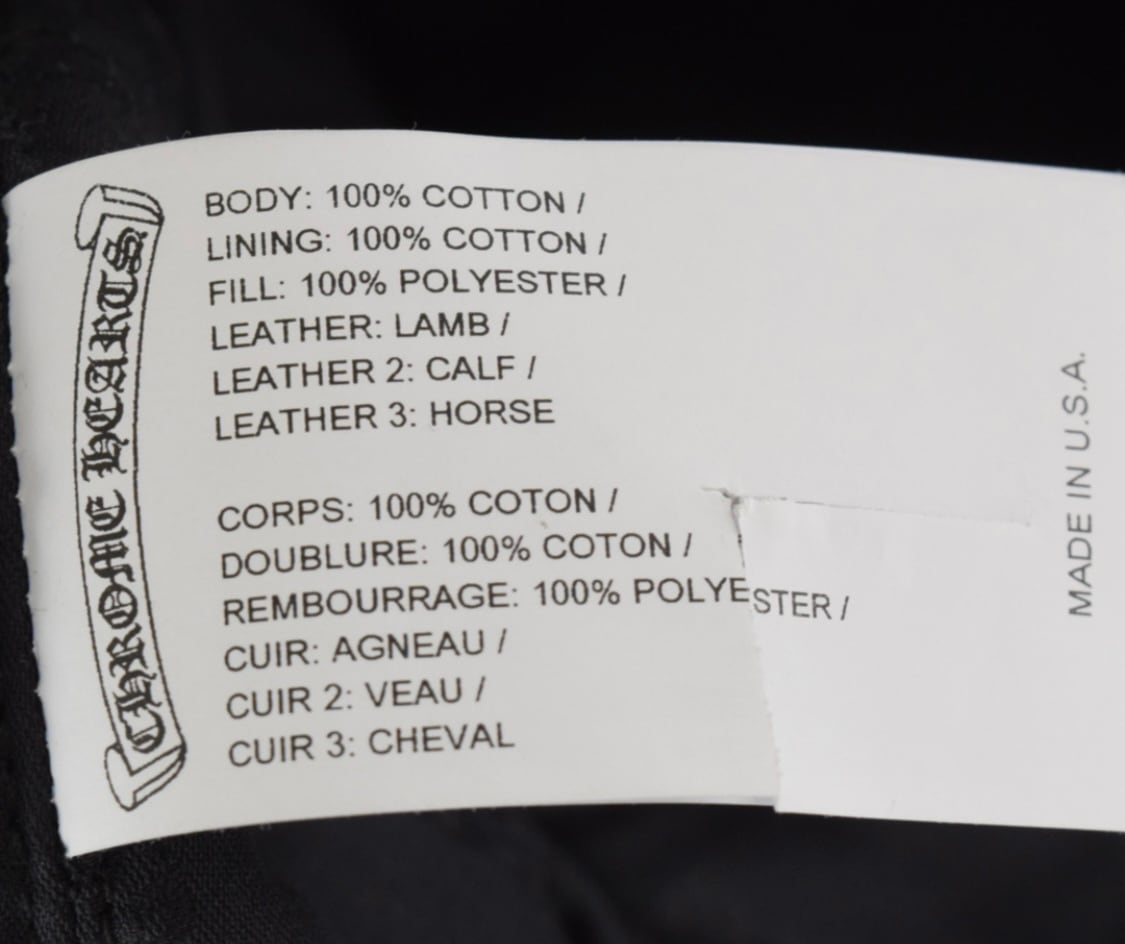 CHROME HEARTS
BODY: 100% COTTON /
LINING: 100% COTTON /
FILL: 100% POLYESTER /
LEATHER: LAMB /
LEATHER 2: CALF /
LEATHER 3: HORSE
CORPS: 100% COTON /
DOUBLURE: 100% COTON /
REMBOURRAGE: 100% POLYESTER /
CUIR: AGNEAU /
CUIR 2: VEAU /
CUIR 3: CHEVAL
MADE IN U.S.A.